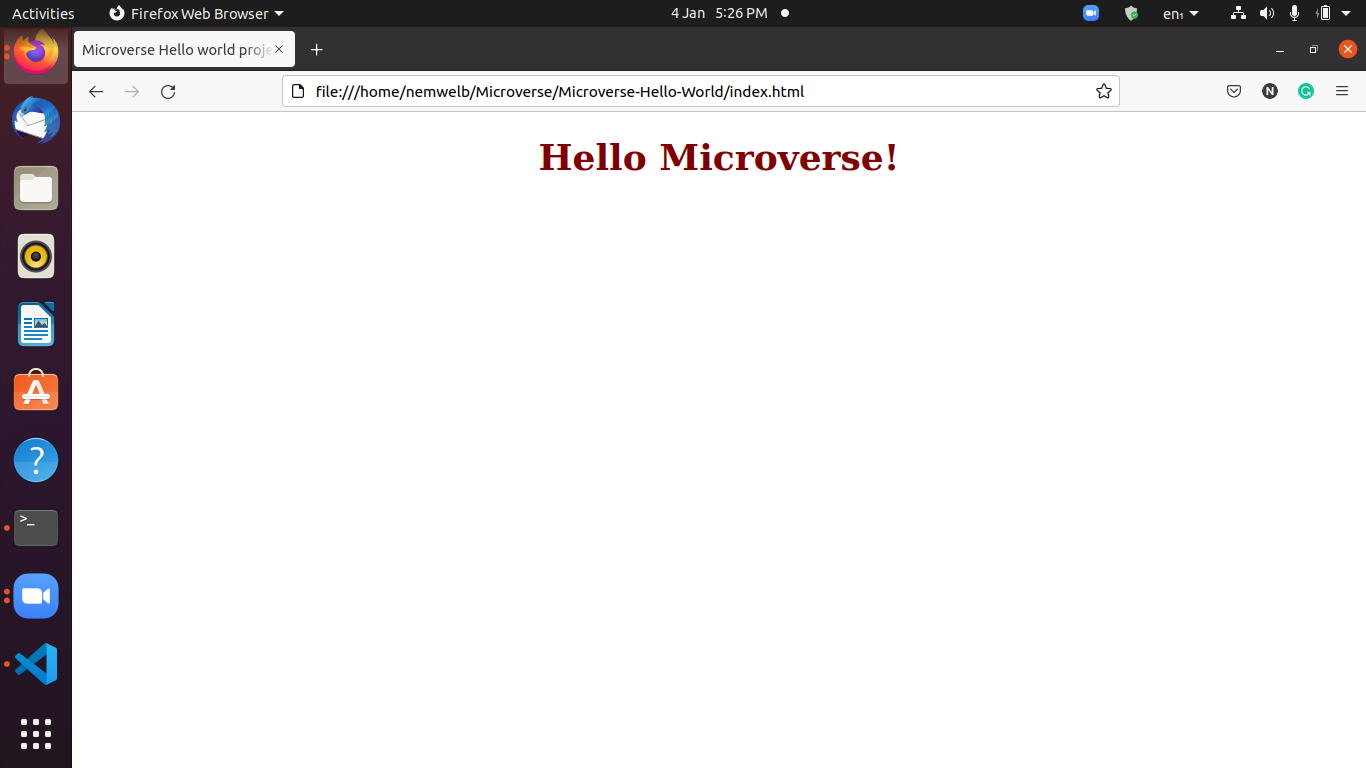 Activities
Firefox Web Browser
4 Jan 5:26 PM
en₁
Microverse Hello world proje
file:///home/nemwelb/Microverse/Microverse-Hello-World/index.html
N
G
Hello Microverse!
A
?
>_